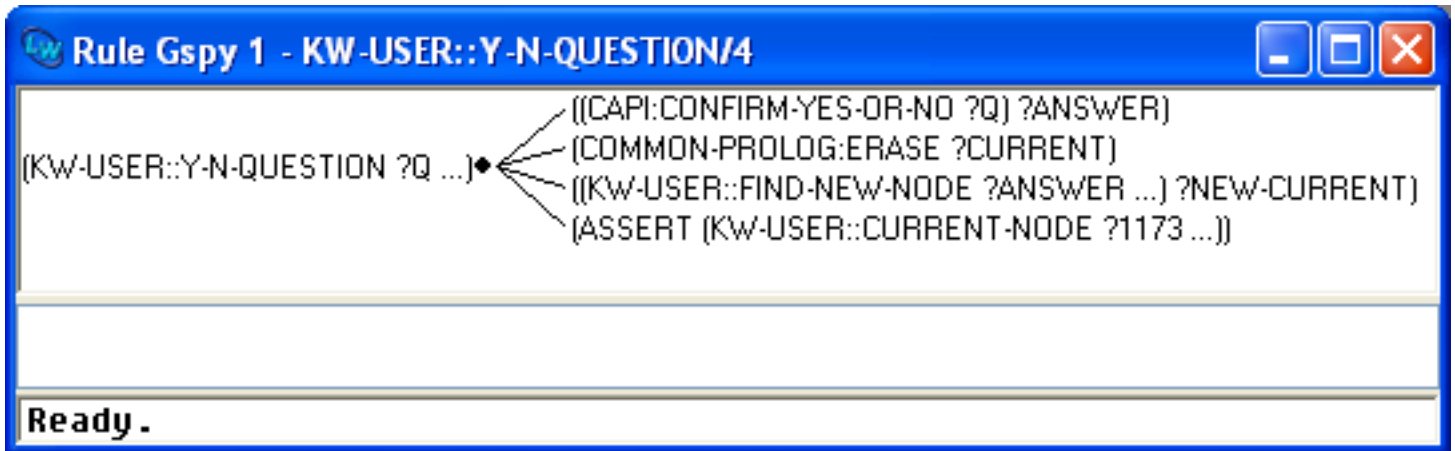 Rule Gspy 1 - KW-USER::Y-N-QUESTION/4
((CAPI:CONFIRM-YES-OR-NO ?Q) ?ANSWER)
(COMMON-PROLOG:ERASE ?CURRENT)
(KW-USER::Y-N-QUESTION ?Q ...)
((KW-USER::FIND-NEW-NODE ?ANSWER ...) ?NEW-CURRENT)
(ASSERT (KW-USER::CURRENT-NODE ?1173 ...))
Ready.